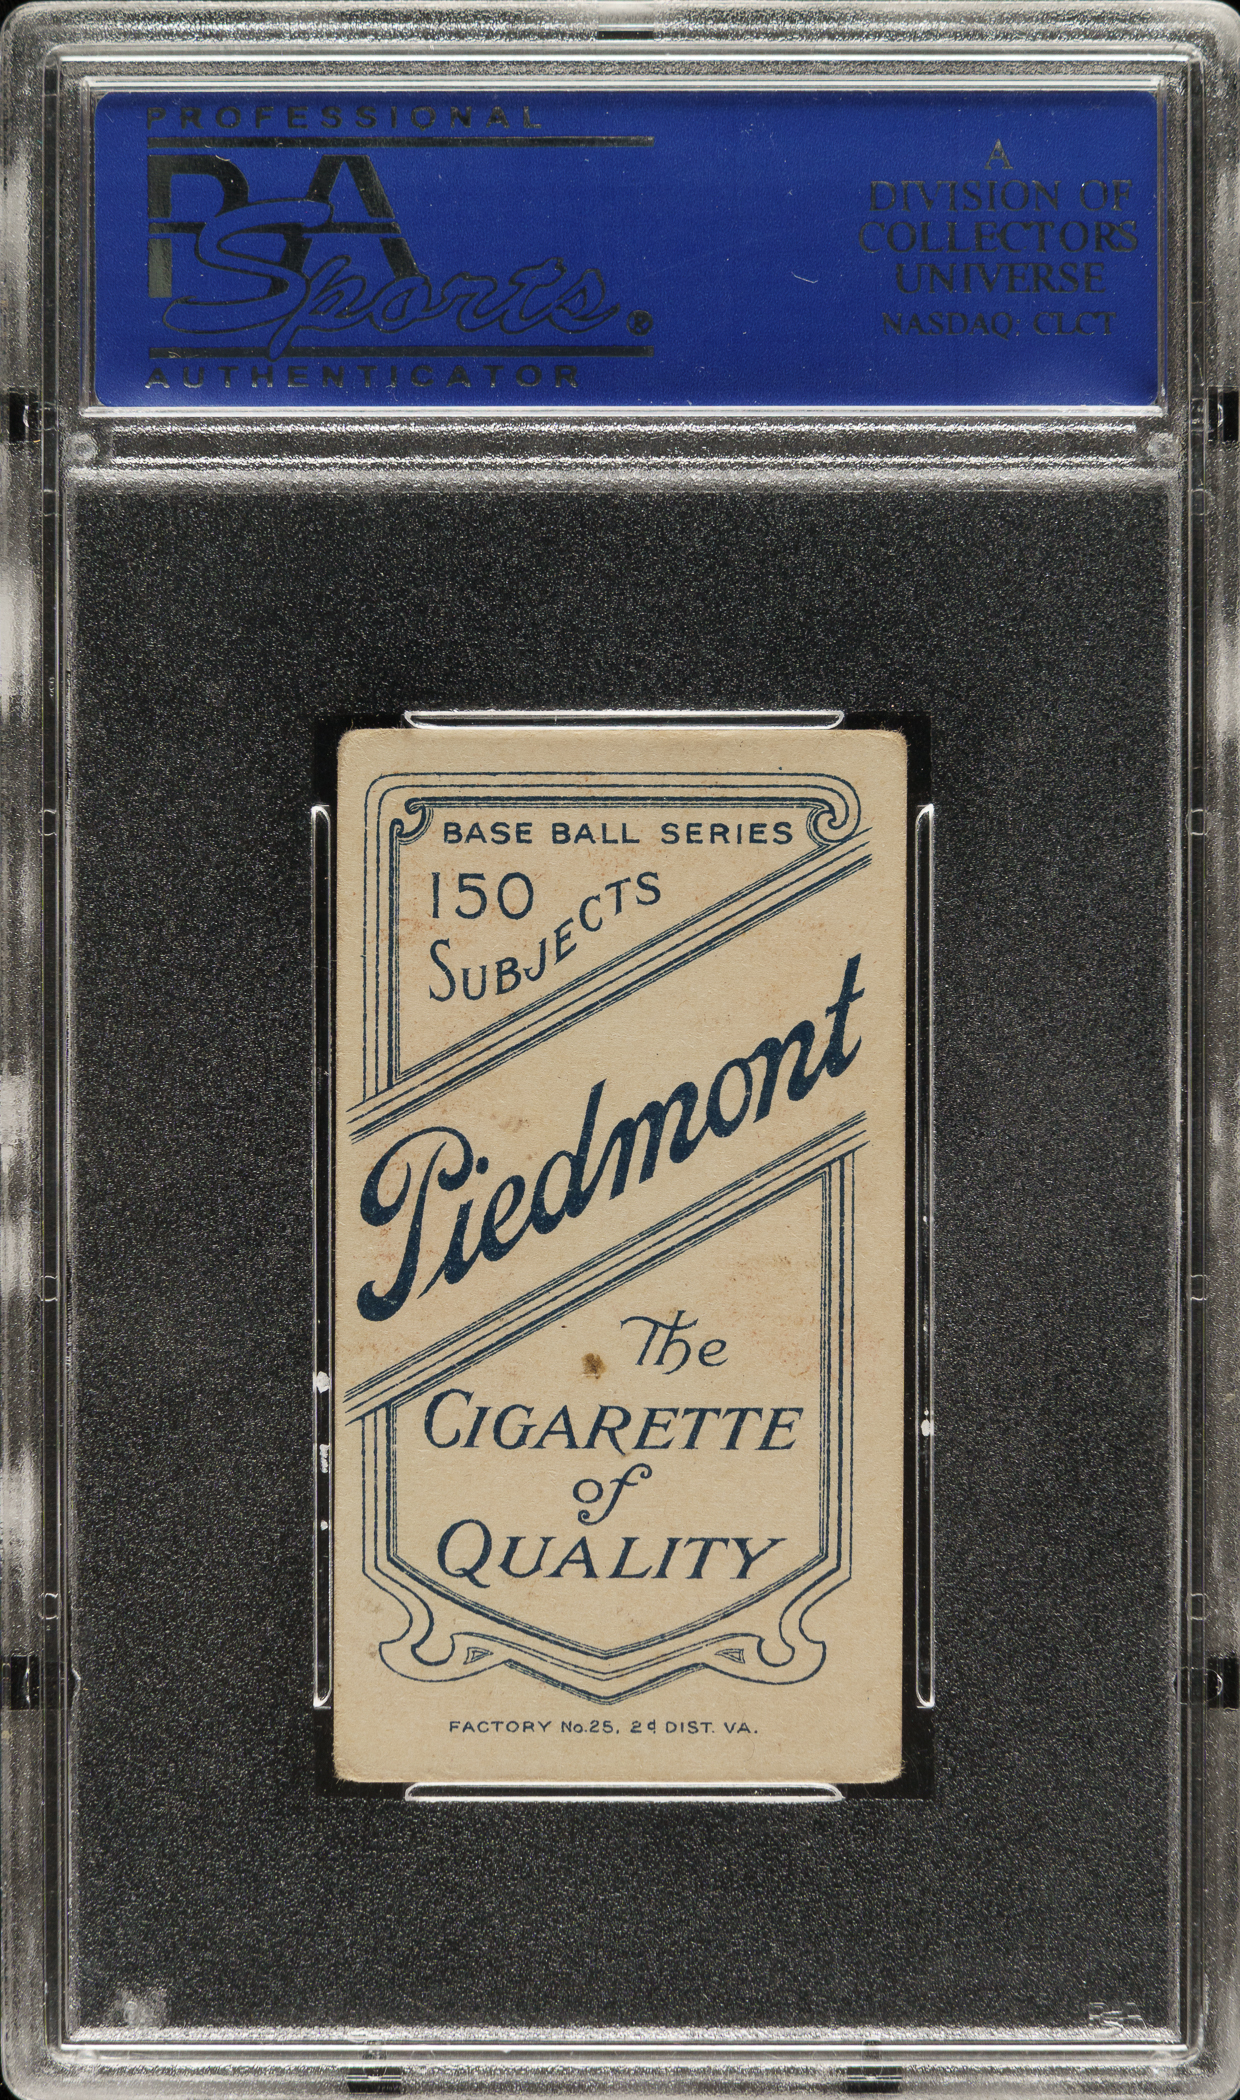 PROFESSIONAL
PSA
Sports®
AUTHENTICATOR
A
DIVISION OF
COLLECTORS
UNIVERSE
NASDAQ: CLCT
BASE BALL SERIES
150
SUBJECTS
Piedmont
The
CIGARETTE
of
QUALITY
FACTORY No.25, 2d DIST. VA.
PSA